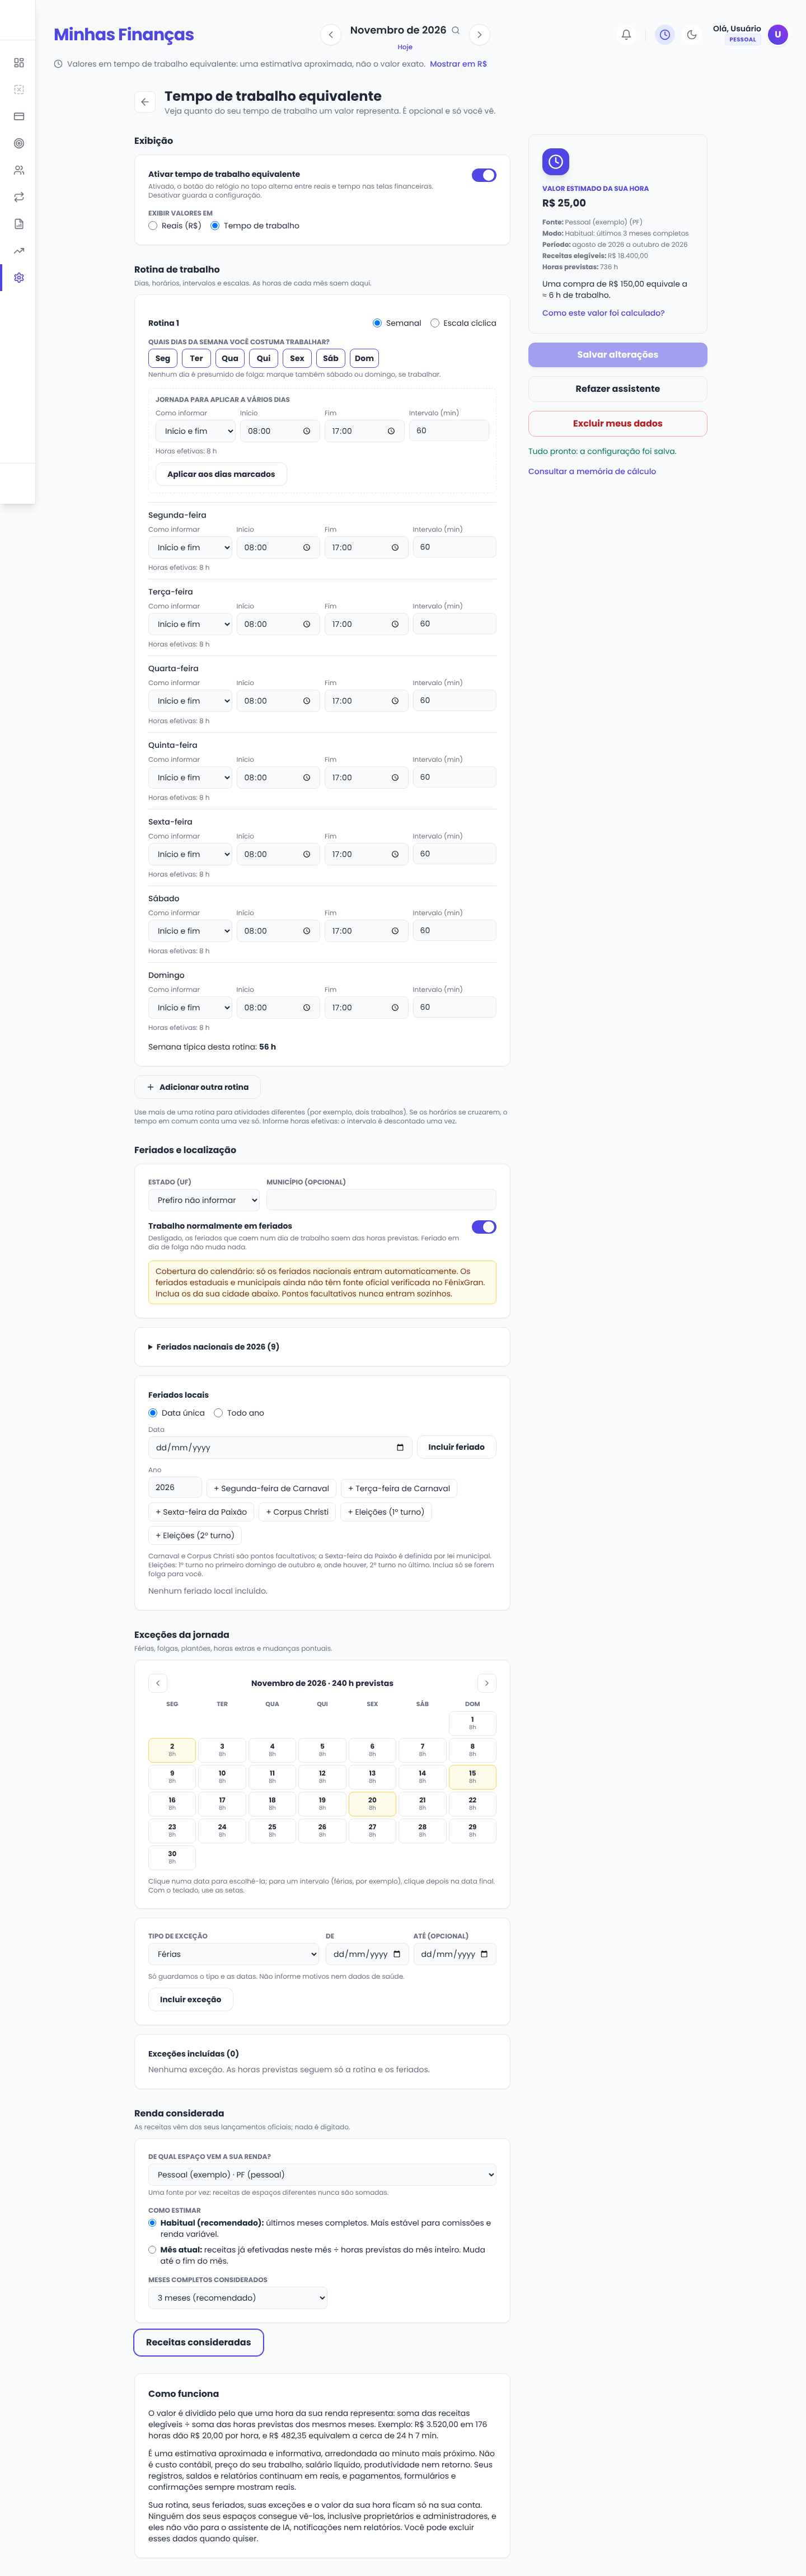 Minhas Finanças
Novembro de 2026
Hoje
Olá, Usuário
PESSOAL
U
Valores em tempo de trabalho equivalente: uma estimativa aproximada, não o valor exato. Mostrar em R$
Tempo de trabalho equivalente
Veja quanto do seu tempo de trabalho um valor representa. É opcional e só você vê.
Exibição
Ativar tempo de trabalho equivalente
Ativado, o botão do relógio no topo alterna entre reais e tempo nas telas financeiras.
Desativar guarda a configuração.
EXIBIR VALORES EM
Reais (R$) Tempo de trabalho
Rotina de trabalho
Dias, horários, intervalos e escalas. As horas de cada mês saem daqui.
Rotina 1
Semanal Escala cíclica
QUAIS DIAS DA SEMANA VOCÊ COSTUMA TRABALHAR?
Seg Ter Qua Qui Sex Sáb Dom
Nenhum dia é presumido de folga: marque também sábado ou domingo, se trabalhar.
JORNADA PARA APLICAR A VÁRIOS DIAS
Como informar Início Fim Intervalo (min)
Início e fim 08:00 17:00 60
Horas efetivas: 8 h
Aplicar aos dias marcados
Segunda-feira
Como informar Início Fim Intervalo (min)
Início e fim 08:00 17:00 60
Horas efetivas: 8 h
Terça-feira
Como informar Início Fim Intervalo (min)
Início e fim 08:00 17:00 60
Horas efetivas: 8 h
Quarta-feira
Como informar Início Fim Intervalo (min)
Início e fim 08:00 17:00 60
Horas efetivas: 8 h
Quinta-feira
Como informar Início Fim Intervalo (min)
Início e fim 08:00 17:00 60
Horas efetivas: 8 h
Sexta-feira
Como informar Início Fim Intervalo (min)
Início e fim 08:00 17:00 60
Horas efetivas: 8 h
Sábado
Como informar Início Fim Intervalo (min)
Início e fim 08:00 17:00 60
Horas efetivas: 8 h
Domingo
Como informar Início Fim Intervalo (min)
Início e fim 08:00 17:00 60
Horas efetivas: 8 h
Semana típica desta rotina: 56 h
+ Adicionar outra rotina
Use mais de uma rotina para atividades diferentes (por exemplo, dois trabalhos). Se os horários se cruzarem, o
tempo em comum conta uma vez só. Informe horas efetivas: o intervalo é descontado uma vez.
Feriados e localização
ESTADO (UF) MUNICÍPIO (OPCIONAL)
Prefiro não informar
Trabalho normalmente em feriados
Desligado, os feriados que caem num dia de trabalho saem das horas previstas. Feriado em
dia de folga não muda nada.
Cobertura do calendário: só os feriados nacionais entram automaticamente. Os
feriados estaduais e municipais ainda não têm fonte oficial verificada no FênixGran.
Inclua os da sua cidade abaixo. Pontos facultativos nunca entram sozinhos.
Feriados nacionais de 2026 (9)
Feriados locais
Data única Todo ano
Data
dd/mm/yyyy Incluir feriado
Ano
2026 + Segunda-feira de Carnaval + Terça-feira de Carnaval
+ Sexta-feira da Paixão + Corpus Christi + Eleições (1º turno)
+ Eleições (2º turno)
Carnaval e Corpus Christi são pontos facultativos; a Sexta-feira da Paixão é definida por lei municipal.
Eleições: 1º turno no primeiro domingo de outubro e, onde houver, 2º turno no último. Inclua só se forem
folga para você.
Nenhum feriado local incluído.
Exceções da jornada
Férias, folgas, plantões, horas extras e mudanças pontuais.
Novembro de 2026 · 240 h previstas
SEG TER QUA QUI SEX SÁB DOM
1
8h
2 3 4 5 6 7 8
8h 8h 8h 8h 8h 8h 8h
9 10 11 12 13 14 15
8h 8h 8h 8h 8h 8h 8h
16 17 18 19 20 21 22
8h 8h 8h 8h 8h 8h 8h
23 24 25 26 27 28 29
8h 8h 8h 8h 8h 8h 8h
30
8h
Clique numa data para escolhê-la; para um intervalo (férias, por exemplo), clique depois na data final.
Com o teclado, use as setas.
TIPO DE EXCEÇÃO DE ATÉ (OPCIONAL)
Férias dd/mm/yyyy dd/mm/yyyy
Só guardamos o tipo e as datas. Não informe motivos nem dados de saúde.
Incluir exceção
Exceções incluídas (0)
Nenhuma exceção. As horas previstas seguem só a rotina e os feriados.
Renda considerada
As receitas vêm dos seus lançamentos oficiais; nada é digitado.
DE QUAL ESPAÇO VEM A SUA RENDA?
Pessoal (exemplo) · PF (pessoal)
Uma fonte por vez: receitas de espaços diferentes nunca são somadas.
COMO ESTIMAR
Habitual (recomendado): últimos meses completos. Mais estável para comissões e
renda variável.
Mês atual: receitas já efetivadas neste mês ÷ horas previstas do mês inteiro. Muda
até o fim do mês.
MESES COMPLETOS CONSIDERADOS
3 meses (recomendado)
Receitas consideradas
Como funciona
O valor é dividido pelo que uma hora da sua renda representa: soma das receitas
elegíveis ÷ soma das horas previstas dos mesmos meses. Exemplo: R$ 3.520,00 em 176
horas dão R$ 20,00 por hora, e R$ 482,35 equivalem a cerca de 24 h 7 min.
É uma estimativa aproximada e informativa, arredondada ao minuto mais próximo. Não
é custo contábil, preço do seu trabalho, salário líquido, produtividade nem retorno. Seus
registros, saldos e relatórios continuam em reais, e pagamentos, formulários e
confirmações sempre mostram reais.
Sua rotina, seus feriados, suas exceções e o valor da sua hora ficam só na sua conta.
Ninguém dos seus espaços consegue vê-los, inclusive proprietários e administradores, e
eles não vão para o assistente de IA, notificações nem relatórios. Você pode excluir
esses dados quando quiser.
VALOR ESTIMADO DA SUA HORA
R$ 25,00
Fonte: Pessoal (exemplo) (PF)
Modo: Habitual: últimos 3 meses completos
Período: agosto de 2026 a outubro de 2026
Receitas elegíveis: R$ 18.400,00
Horas previstas: 736 h
Uma compra de R$ 150,00 equivale a
≈ 6 h de trabalho.
Como este valor foi calculado?
Salvar alterações
Refazer assistente
Excluir meus dados
Tudo pronto: a configuração foi salva.
Consultar a memória de cálculo